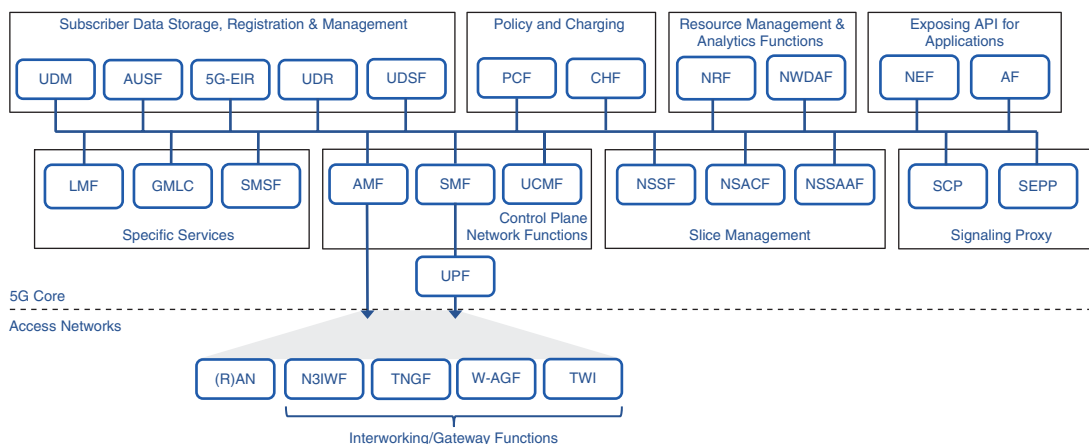 Subscriber Data Storage, Registration & Management
UDM
AUSF
5G-EIR
UDR
UDSF
Policy and Charging
PCF
CHF
Resource Management &
Analytics Functions
NRF
NWDAF
Exposing API for
Applications
NEF
AF
LMF
GMLC
SMSF
Specific Services
AMF
SMF
UCMF
Control Plane
Network Functions
NSSF
NSACF
NSSAAF
Slice Management
SCP
SEPP
Signaling Proxy
UPF
5G Core
Access Networks
(R)AN
N3IWF
TNGF
W-AGF
TWI
Interworking/Gateway Functions